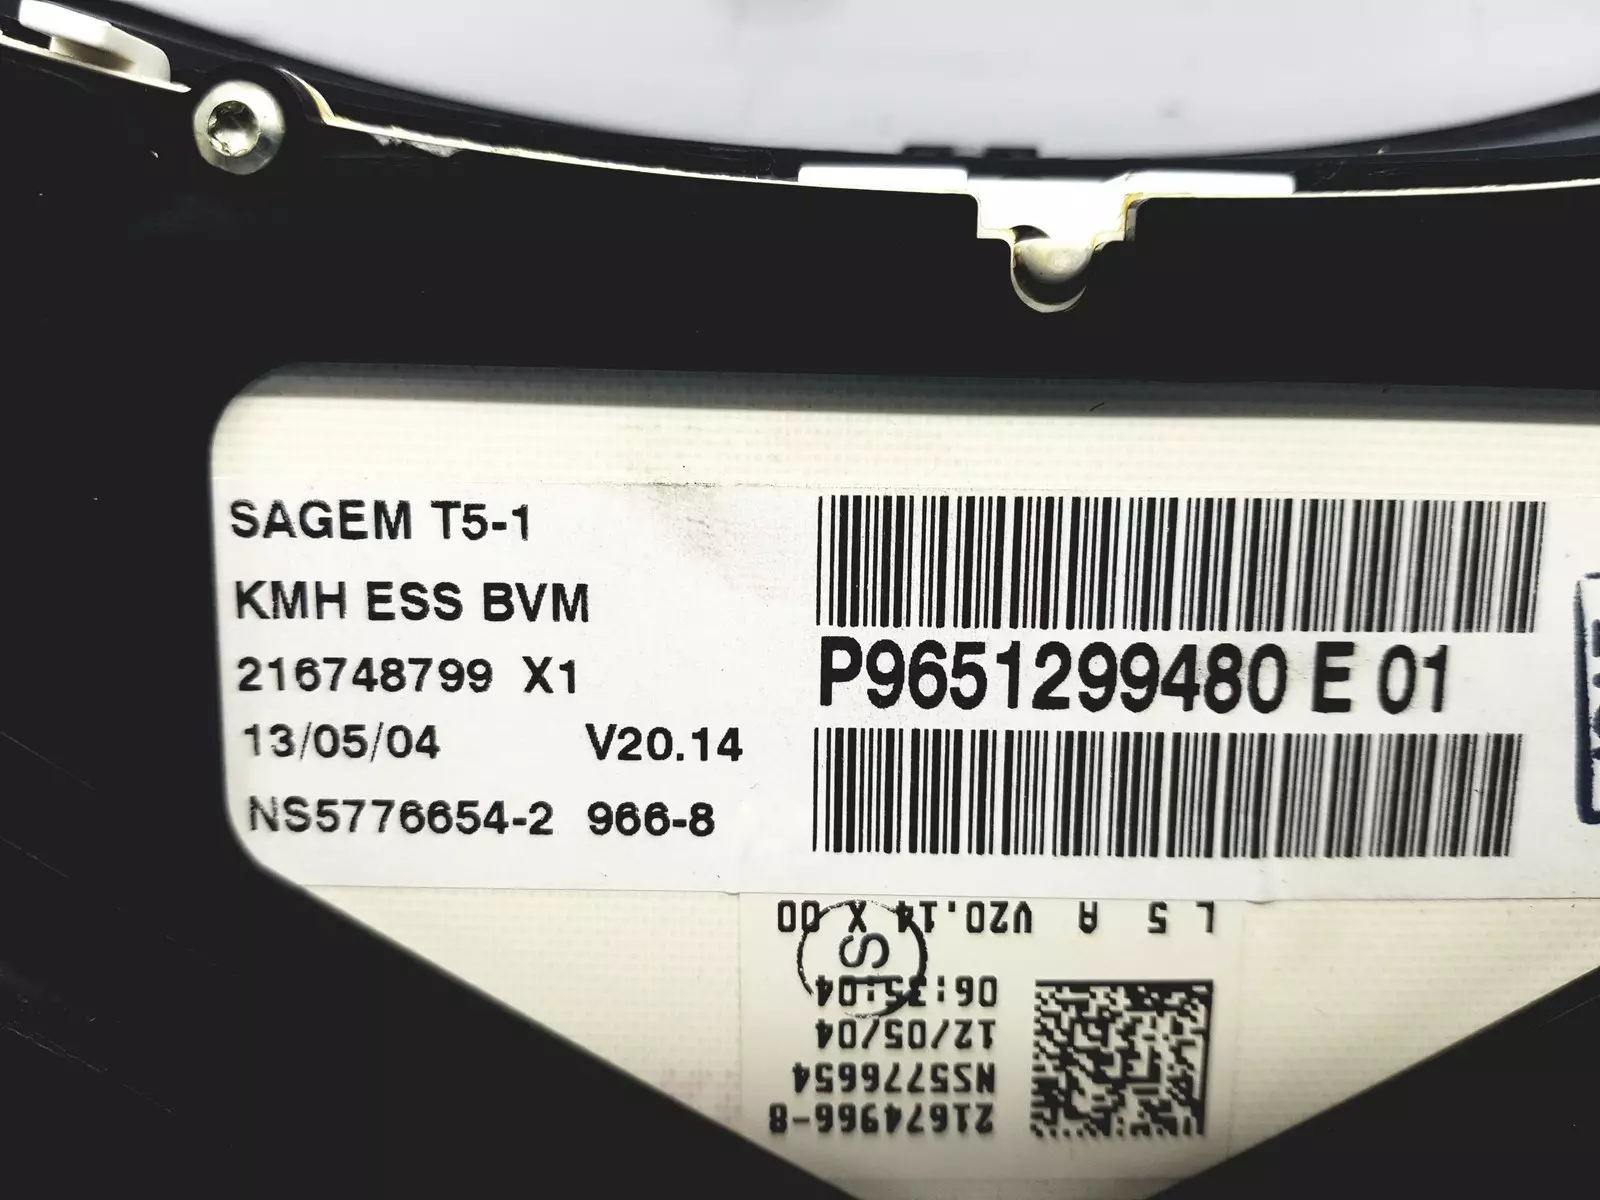 SAGEM T5-1
KMH ESS BVM
216748799 X1
13/05/04 V20.14
NS5776654-2 966-8
P9651299480 E 01
21674966-8
NS5776654
12/05/04
06:35:04
L 5 A V20.14 X 00
S